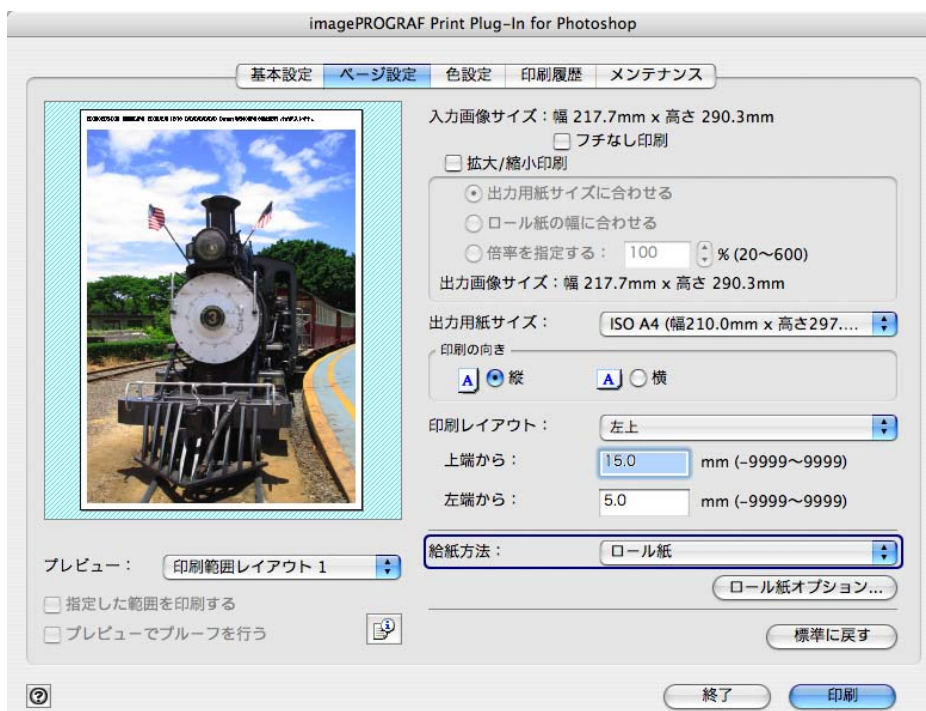 imagePROGRAF Print Plug-In for Photoshop
基本設定 ページ設定 色設定 印刷履歴 メンテナンス
入力画像サイズ：幅 217.7mm x 高さ 290.3mm
フチなし印刷
拡大/縮小印刷
出力用紙サイズに合わせる
ロール紙の幅に合わせる
倍率を指定する： 100 % (20～600)
出力画像サイズ：幅 217.7mm x 高さ 290.3mm
出力用紙サイズ： ISO A4 (幅210.0mm x 高さ297....
印刷の向き
A 縦 A 横
印刷レイアウト： 左上
上端から： 15.0 mm (-9999～9999)
左端から： 5.0 mm (-9999～9999)
給紙方法： ロール紙
ロール紙オプション...
標準に戻す
3
プレビュー： 印刷範囲レイアウト 1
指定した範囲を印刷する
プレビューでプルーフを行う
? 終了 印刷